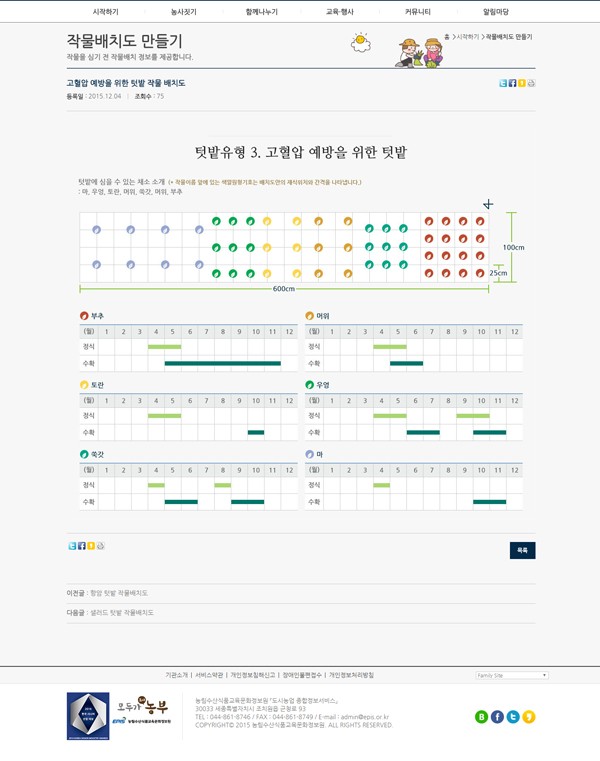 시작하기 농사짓기 함께나누기 교육·행사 커뮤니티 알림마당
작물배치도 만들기
작물을 심기 전 작물배치 정보를 제공합니다.
홈 > 시작하기 > 작물배치도 만들기
고혈압 예방을 위한 텃밭 작물 배치도
등록일 : 2015.12.04 | 조회수 : 75
텃밭유형 3. 고혈압 예방을 위한 텃밭
텃밭에 심을 수 있는 채소 소개 (* 작물이름 앞에 있는 색깔원형기호는 배치도안의 재식위치와 간격을 나타냅니다.)
: 마, 우엉, 토란, 머위, 쑥갓, 머위, 부추
100cm
25cm
600cm
부추
(월) 1 2 3 4 5 6 7 8 9 10 11 12
정식
수확
머위
(월) 1 2 3 4 5 6 7 8 9 10 11 12
정식
수확
토란
(월) 1 2 3 4 5 6 7 8 9 10 11 12
정식
수확
우엉
(월) 1 2 3 4 5 6 7 8 9 10 11 12
정식
수확
쑥갓
(월) 1 2 3 4 5 6 7 8 9 10 11 12
정식
수확
마
(월) 1 2 3 4 5 6 7 8 9 10 11 12
정식
수확
목록
이전글 : 항암 텃밭 작물배치도
다음글 : 샐러드 텃밭 작물배치도
기관소개 | 서비스약관 | 개인정보침해신고 | 장애인불편접수 | 개인정보처리방침
Family Site
모두가 농부
EPIS 농림수산식품교육문화정보원
농림수산식품교육문화정보원 「도시농업 종합정보서비스」
30033 세종특별자치시 조치원읍 군청로 93
TEL : 044-861-8746 / FAX : 044-861-8749 / E-mail : admin@epis.or.kr
COPYRIGHT© 2015 농림수산식품교육문화정보원. ALL RIGHTS RESERVED.